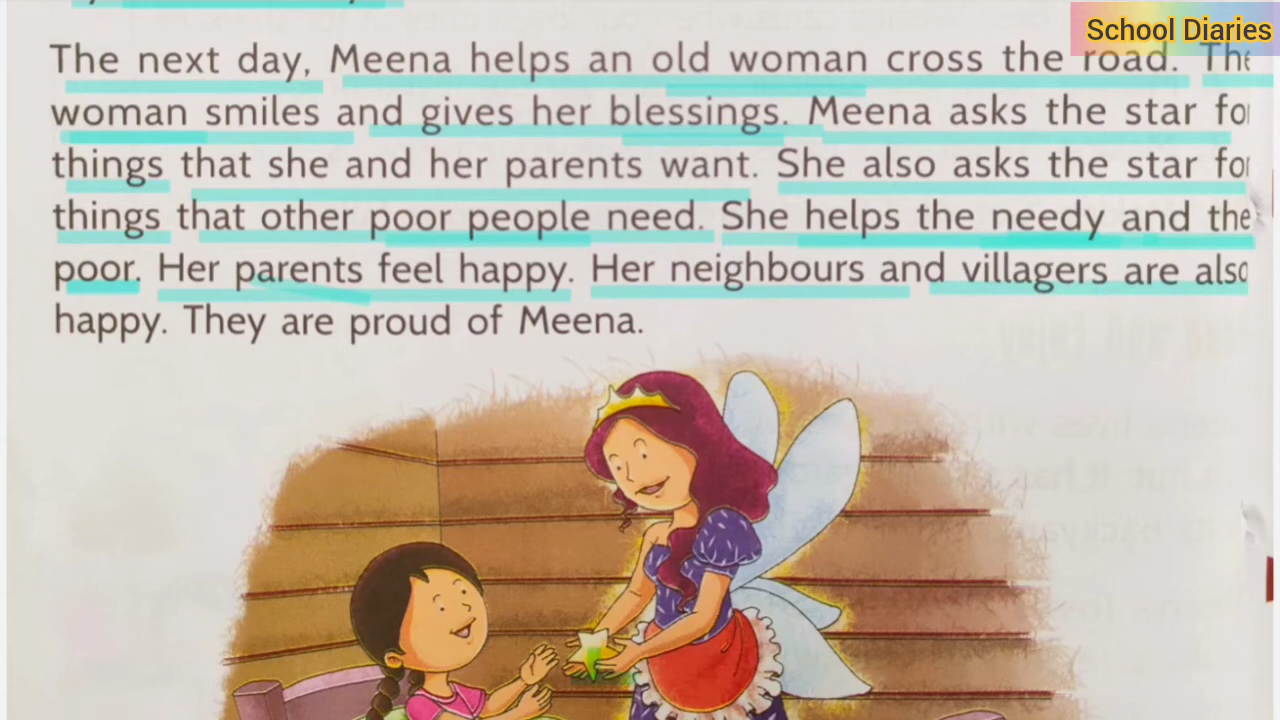 School Diaries
The next day, Meena helps an old woman cross the road. The
woman smiles and gives her blessings. Meena asks the star for
things that she and her parents want. She also asks the star for
things that other poor people need. She helps the needy and the
poor. Her parents feel happy. Her neighbours and villagers are also
happy. They are proud of Meena.